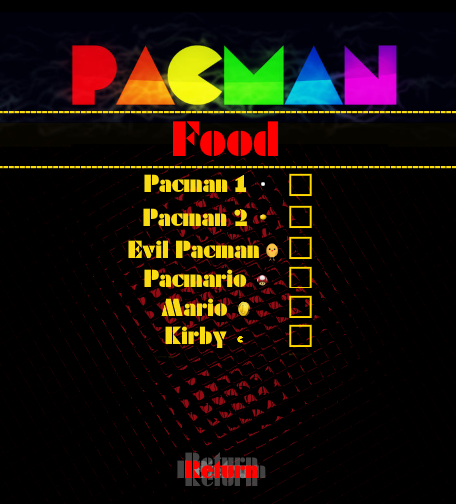 PACMAN
Food
Pacman 1
Pacman 2
Evil Pacman
Pacmario
Mario
Kirby
Return